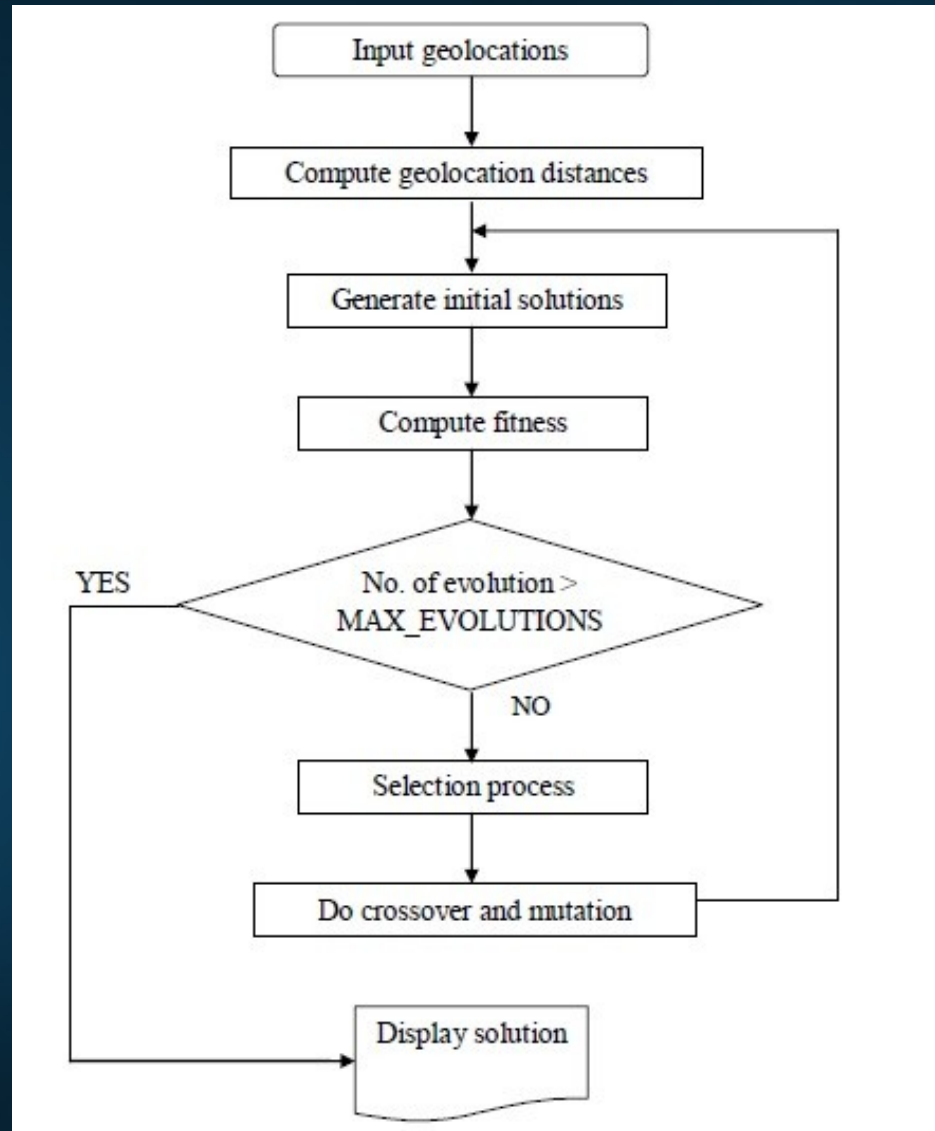 Input geolocations
Compute geolocation distances
Generate initial solutions
Compute fitness
YES
No. of evolution >
MAX_EVOLUTIONS
NO
Selection process
Do crossover and mutation
Display solution